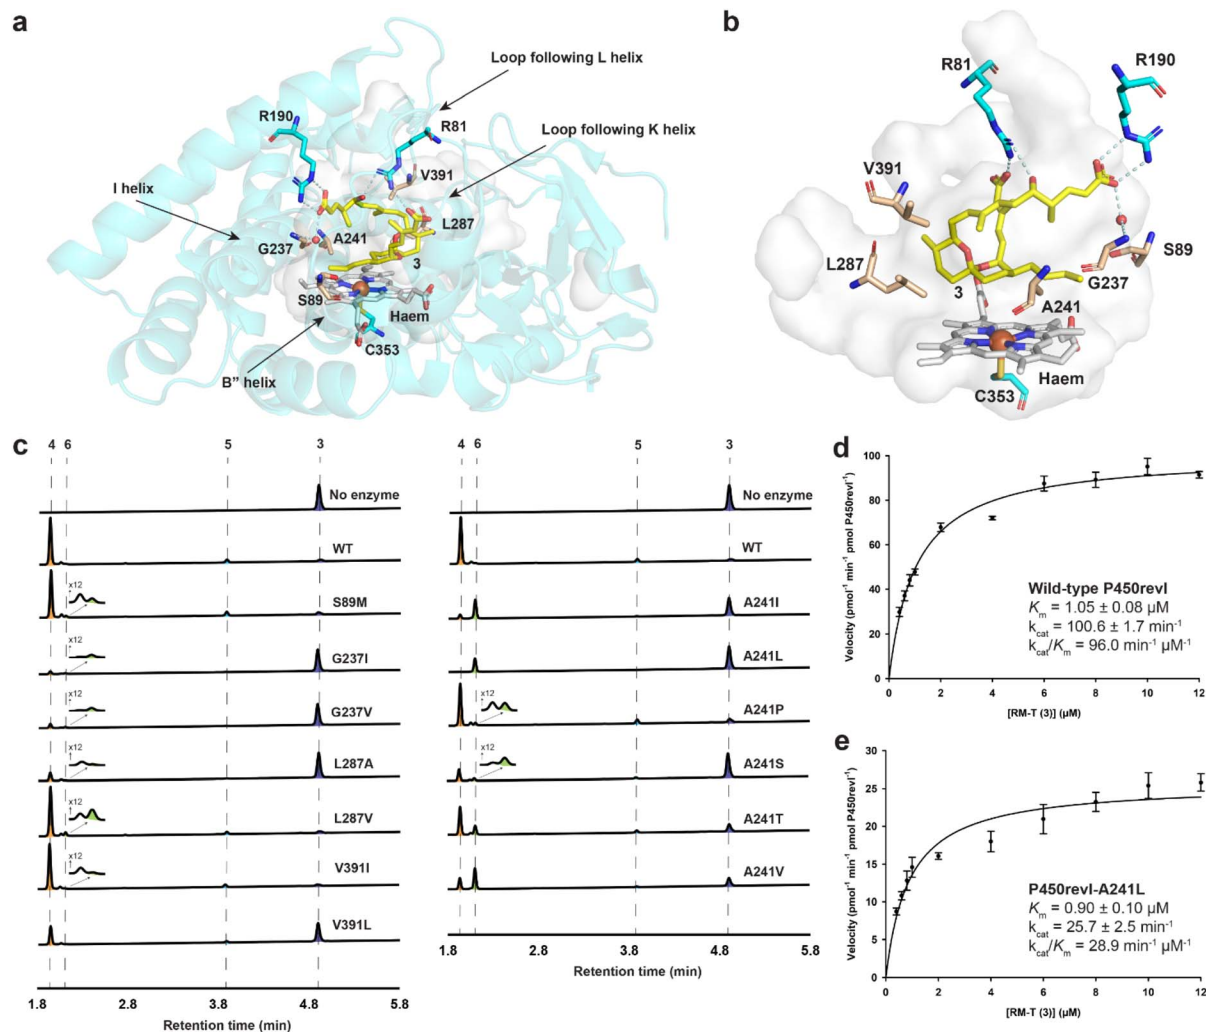 a
Loop following L helix
R190
R81
Loop following K helix
V391
I helix
L287
A241
G237
3
S89
Haem
C353
B” helix
b
R81
R190
V391
S89
L287
G237
3
A241
Haem
C353
c
4 6 5 3
No enzyme
WT
x12
S89M
x12
G237I
x12
G237V
x12
L287A
x12
L287V
x12
V391I
V391L
1.8 2.8 3.8 4.8 5.8
Retention time (min)
4 6 5 3
No enzyme
WT
A241I
A241L
x12
A241P
x12
A241S
A241T
A241V
1.8 2.8 3.8 4.8 5.8
Retention time (min)
d
Velocity (pmol⁻¹ min⁻¹ pmol P450revI⁻¹)
100
80
60
40
20
0
Wild-type P450revI
Km = 1.05 ± 0.08 µM
kcat = 100.6 ± 1.7 min⁻¹
kcat/Km = 96.0 min⁻¹ µM⁻¹
0 2 4 6 8 10 12
[RM-T (3)] (µM)
e
Velocity (pmol⁻¹ min⁻¹ pmol P450revI⁻¹)
30
25
20
15
10
5
0
P450revI-A241L
Km = 0.90 ± 0.10 µM
kcat = 25.7 ± 2.5 min⁻¹
kcat/Km = 28.9 min⁻¹ µM⁻¹
0 2 4 6 8 10 12
[RM-T (3)] (µM)